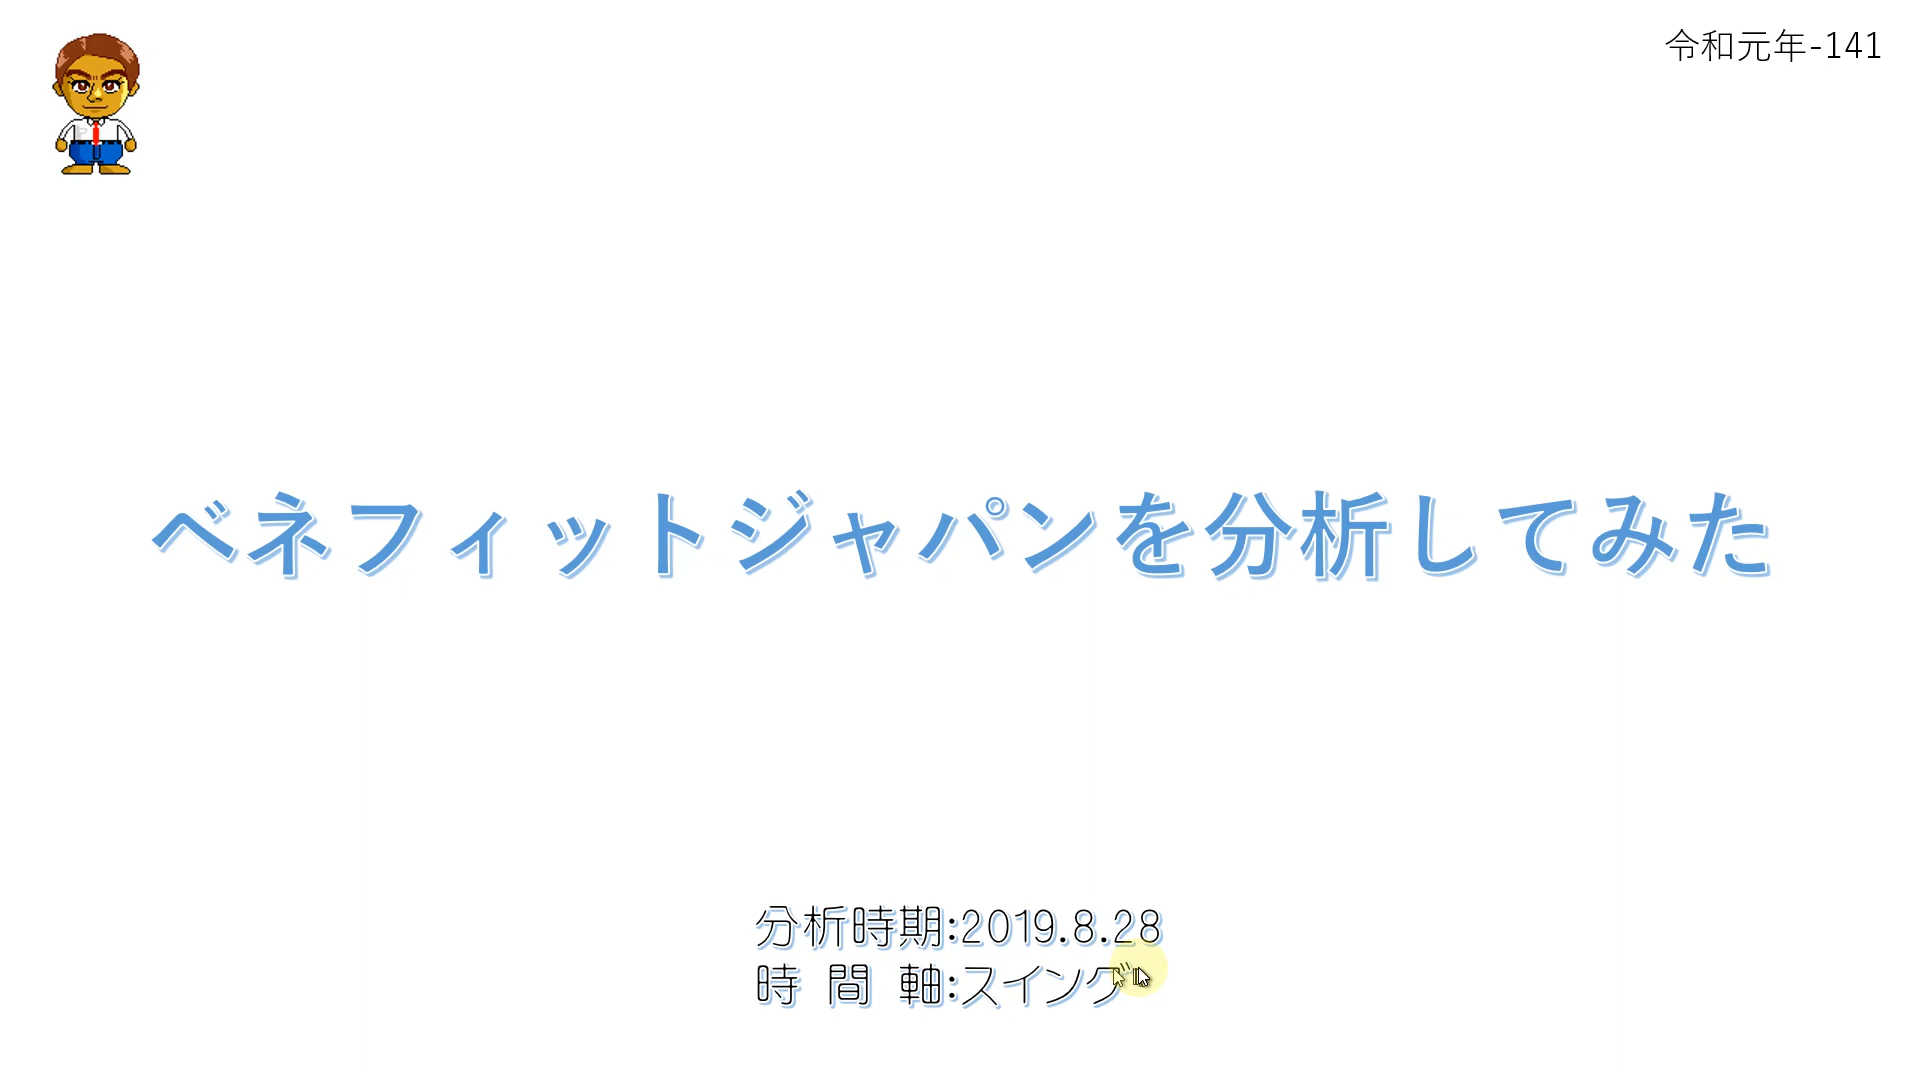 令和元年-141
ベネフィットジャパンを分析してみた
分析時期:2019.8.28
時 間 軸:スイング